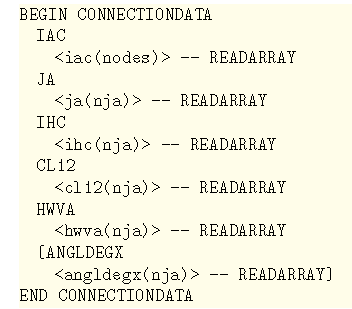 BEGIN CONNECTIONDATA
IAC
<iac(nodes)> -- READARRAY
JA
<ja(nja)> -- READARRAY
IHC
<ihc(nja)> -- READARRAY
CL12
<cl12(nja)> -- READARRAY
HWVA
<hwva(nja)> -- READARRAY
[ANGLDEGX
<angldegx(nja)> -- READARRAY]
END CONNECTIONDATA